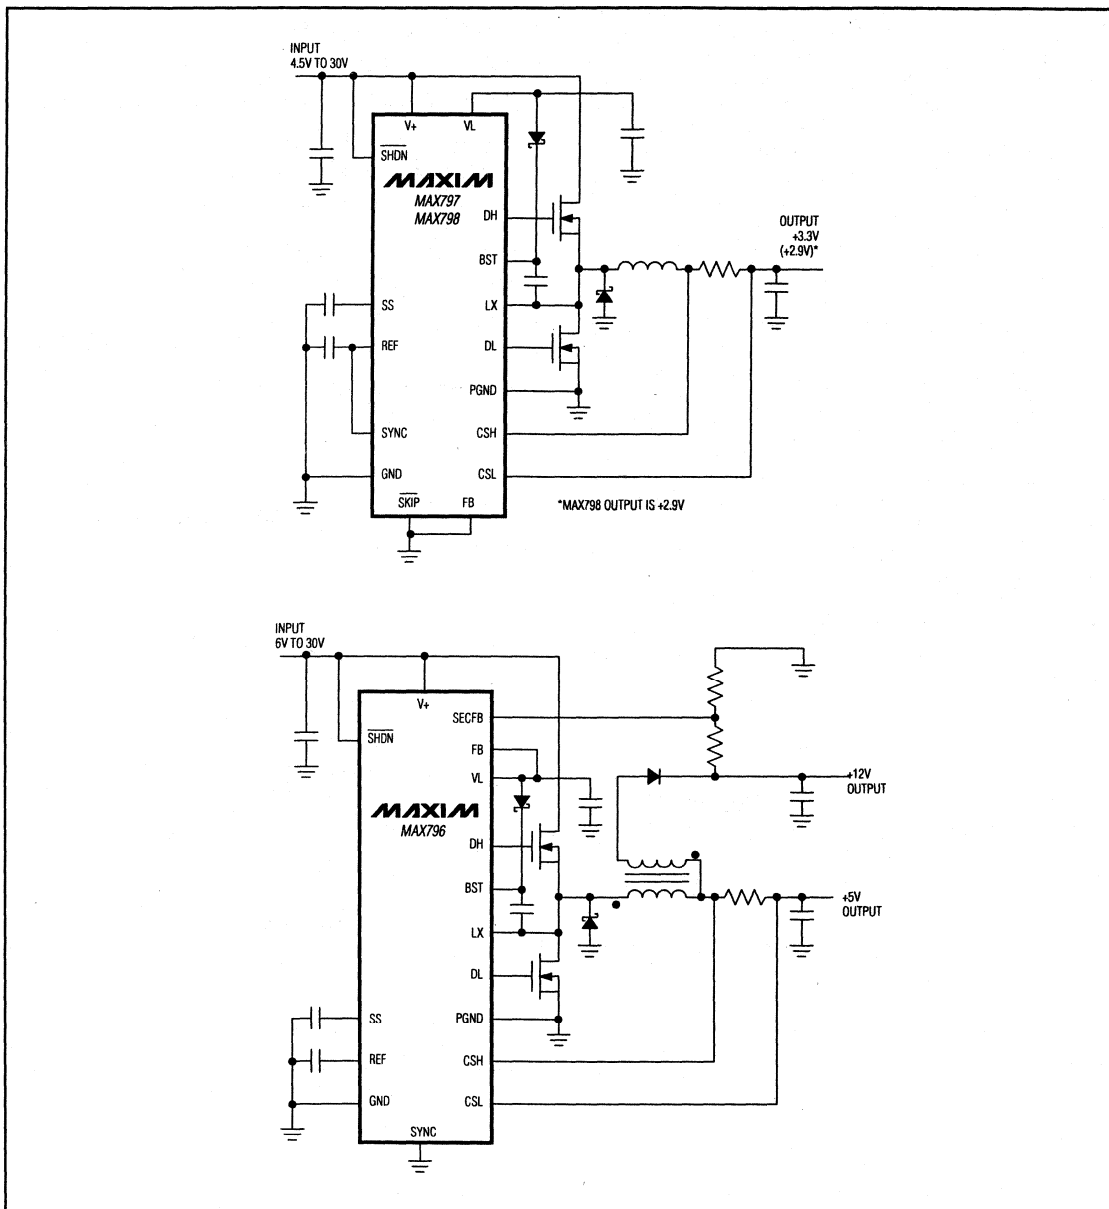 INPUT
4.5V TO 30V
V+
VL
SHDN
MAXIM
MAX797
MAX798
DH
OUTPUT
+3.3V
(+2.9V)*
BST
SS
LX
REF
DL
PGND
SYNC
CSH
GND
CSL
SKIP
FB
*MAX798 OUTPUT IS +2.9V
INPUT
6V TO 30V
V+
SECFB
SHDN
FB
VL
+12V
OUTPUT
MAXIM
MAX796
DH
BST
+5V
OUTPUT
LX
DL
SS
PGND
REF
CSH
GND
CSL
SYNC